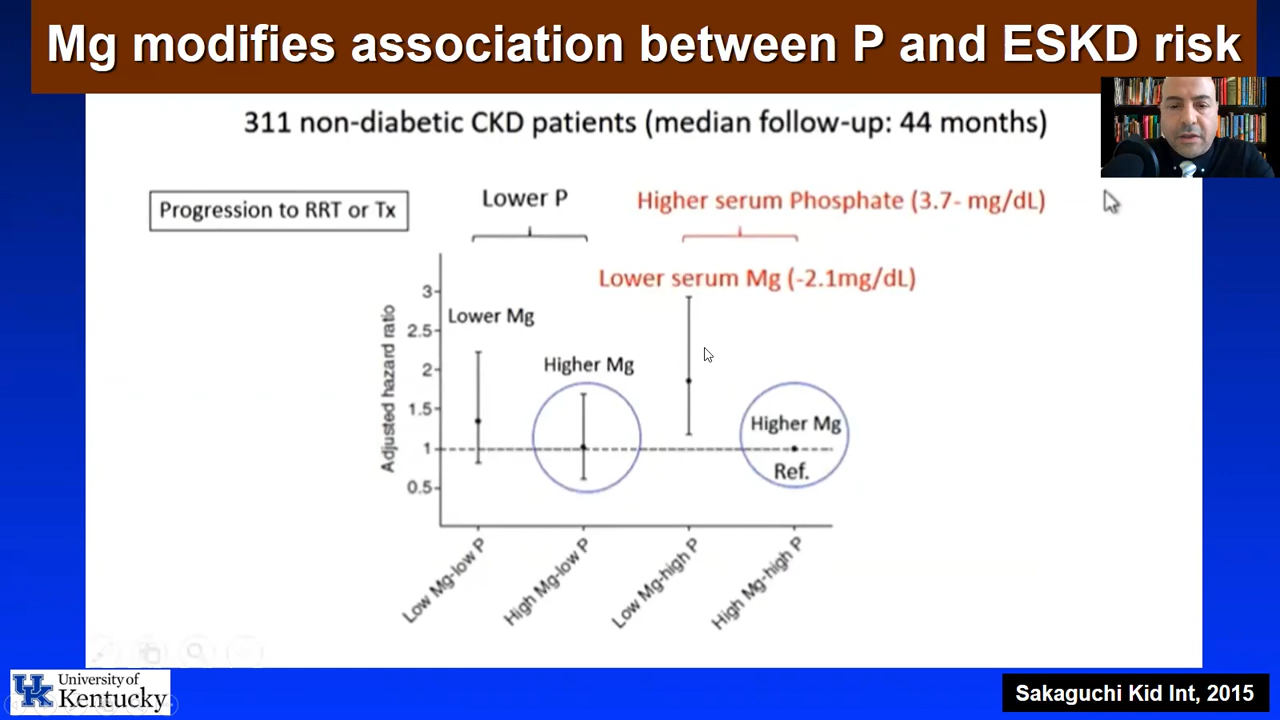 Mg modifies association between P and ESKD risk
311 non-diabetic CKD patients (median follow-up: 44 months)
Progression to RRT or Tx
Lower P
Higher serum Phosphate (3.7- mg/dL)
Lower serum Mg (-2.1mg/dL)
Adjusted hazard ratio
3
2.5
2
1.5
1
0.5
Lower Mg
Higher Mg
Higher Mg
Ref.
Low Mg-low P
High Mg-low P
Low Mg-high P
High Mg-high P
UK
University of
Kentucky
Sakaguchi Kid Int, 2015